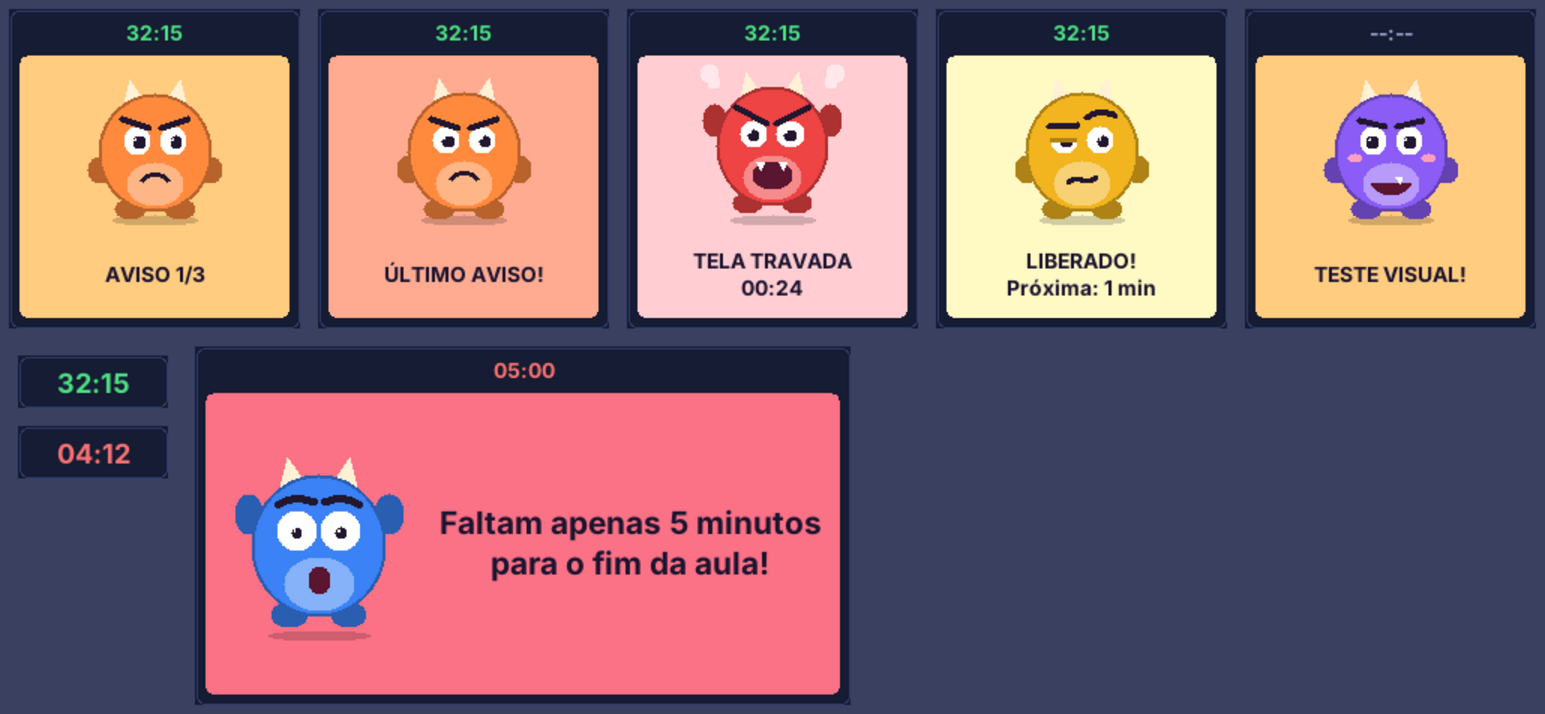 32:15
AVISO 1/3
32:15
ÚLTIMO AVISO!
32:15
TELA TRAVADA
00:24
32:15
LIBERADO!
Próxima: 1 min
--:--
TESTE VISUAL!
32:15
04:12
05:00
Faltam apenas 5 minutos
para o fim da aula!